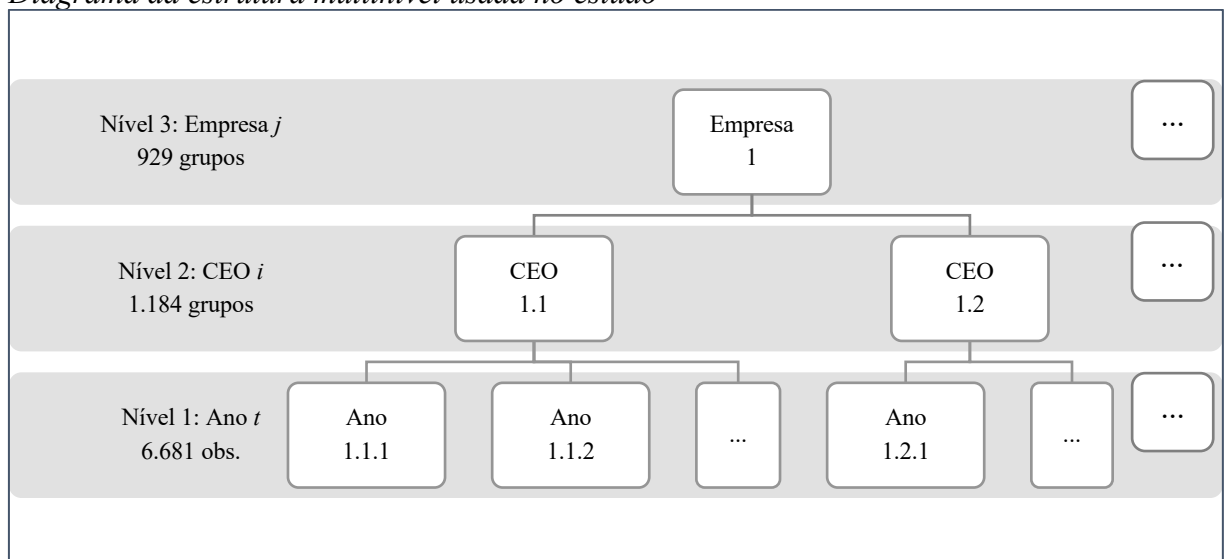 Diagrama da estrutura multinível usada no estudo
Nível 3: Empresa j
929 grupos
Empresa
1
...
Nível 2: CEO i
1.184 grupos
CEO
1.1
CEO
1.2
...
Nível 1: Ano t
6.681 obs.
Ano
1.1.1
Ano
1.1.2
...
Ano
1.2.1
...
...